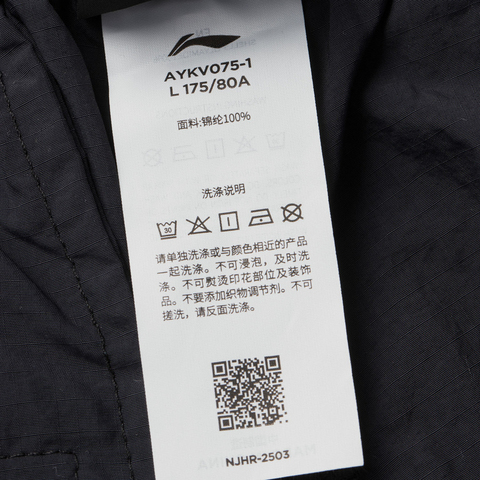 AYKV075-1
L 175/80A
面料:锦纶100%
洗涤说明
30
请单独洗涤或与颜色相近的产品
一起洗涤。不可浸泡，及时洗
涤。不可熨烫印花部位及装饰
品。不要添加织物调节剂。不可
搓洗，请反面洗涤。
NJHR-2503